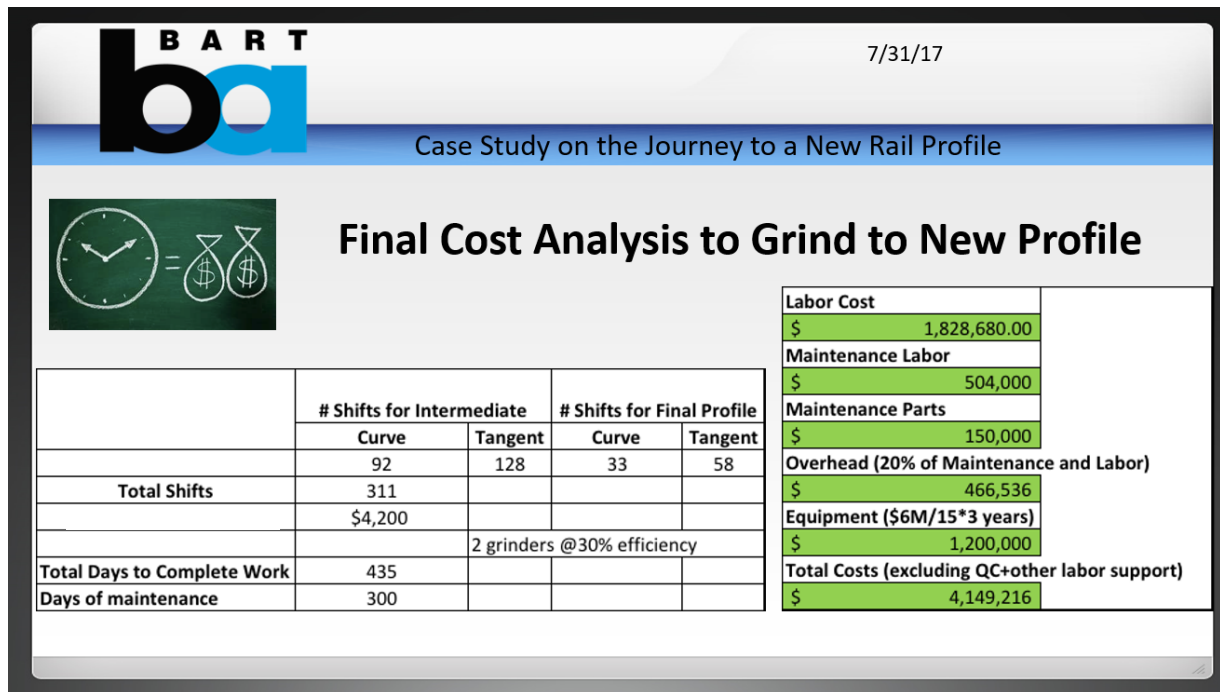 BART
ba
7/31/17
Case Study on the Journey to a New Rail Profile
= $ $
Final Cost Analysis to Grind to New Profile
# Shifts for Intermediate # Shifts for Final Profile
Curve Tangent Curve Tangent
92 128 33 58
Total Shifts 311
$4,200
2 grinders @30% efficiency
Total Days to Complete Work 435
Days of maintenance 300
Labor Cost
$ 1,828,680.00
Maintenance Labor
$ 504,000
Maintenance Parts
$ 150,000
Overhead (20% of Maintenance and Labor)
$ 466,536
Equipment ($6M/15*3 years)
$ 1,200,000
Total Costs (excluding QC+other labor support)
$ 4,149,216